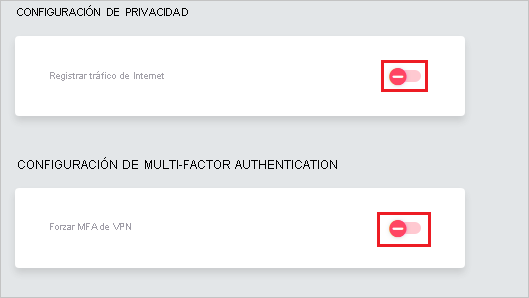 CONFIGURACIÓN DE PRIVACIDAD
Registrar tráfico de Internet
CONFIGURACIÓN DE MULTI-FACTOR AUTHENTICATION
Forzar MFA de VPN